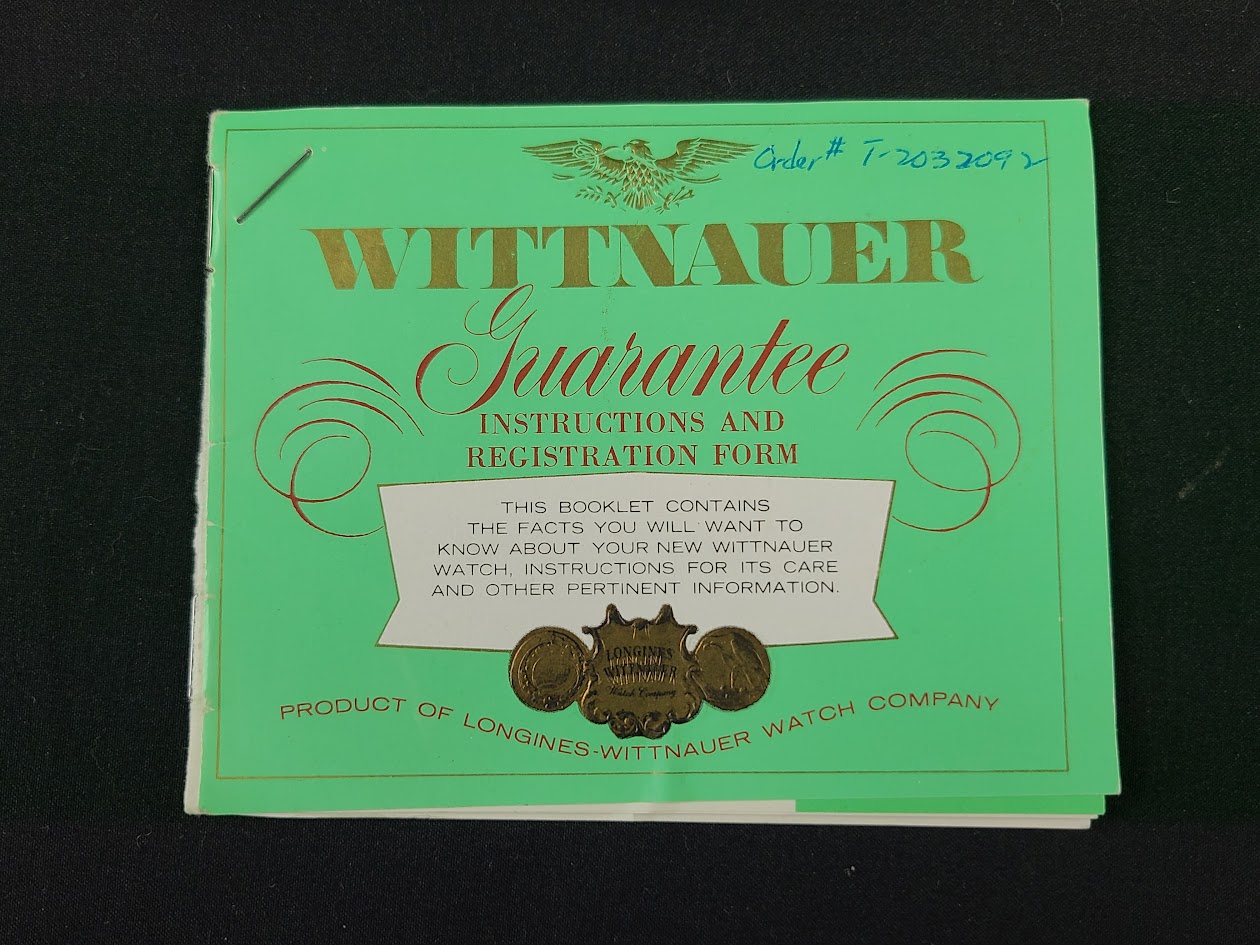 Order # T-2032092
WITTNAUER
Guarantee
INSTRUCTIONS AND
REGISTRATION FORM
THIS BOOKLET CONTAINS
THE FACTS YOU WILL WANT TO
KNOW ABOUT YOUR NEW WITTNAUER
WATCH, INSTRUCTIONS FOR ITS CARE
AND OTHER PERTINENT INFORMATION.
LONGINES
WITTNAUER
Watch Company
PRODUCT OF LONGINES-WITTNAUER WATCH COMPANY